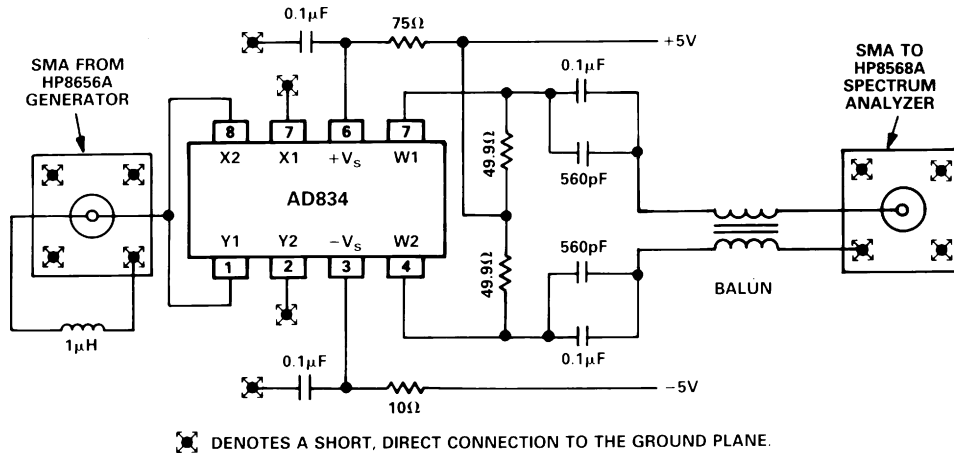 0.1µF
75Ω
+5V
SMA FROM
HP8656A
GENERATOR
0.1µF
SMA TO
HP8568A
SPECTRUM
ANALYZER
8
7
6
7
X2
X1
+VS
W1
49.9Ω
560pF
AD834
Y1
Y2
−VS
W2
560pF
49.9Ω
1
2
3
4
BALUN
1µH
0.1µF
0.1µF
−5V
10Ω
DENOTES A SHORT, DIRECT CONNECTION TO THE GROUND PLANE.